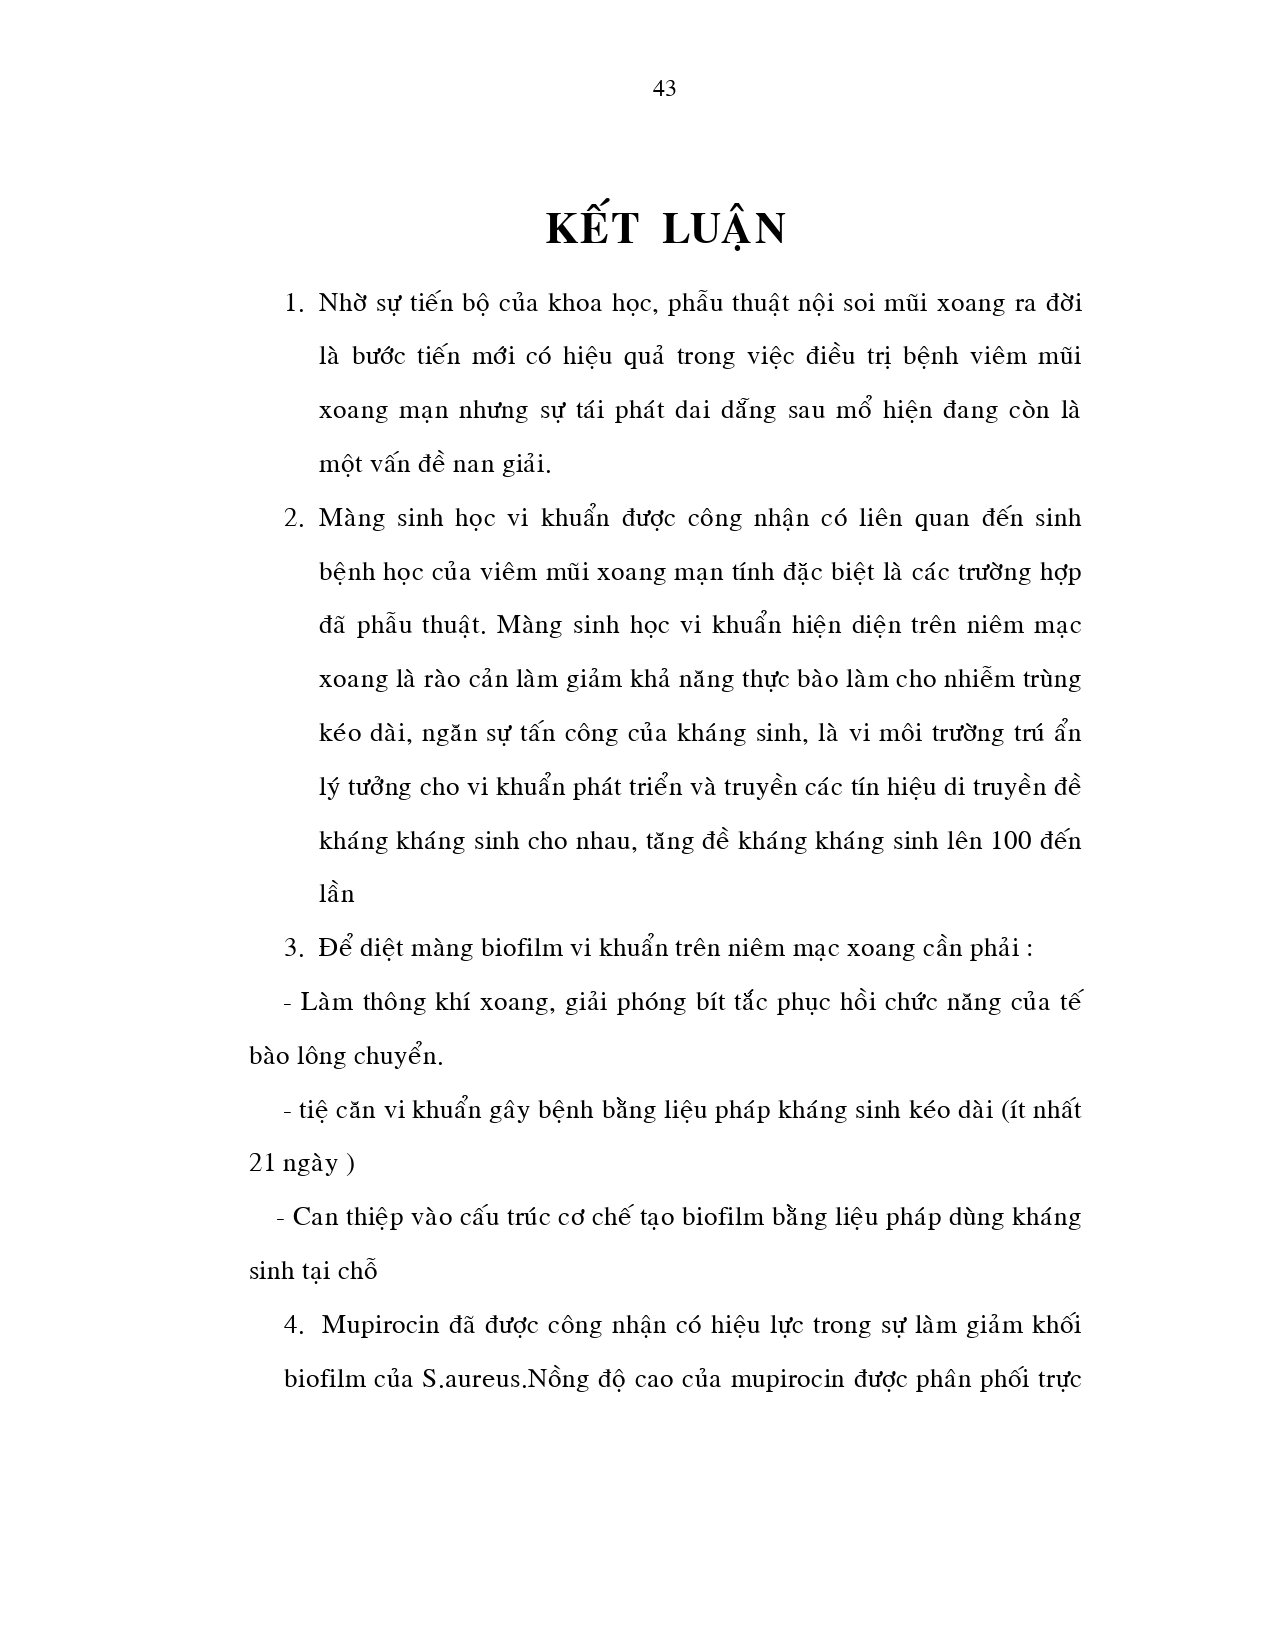 43
KẾT LUẬN
1. Nhờ sự tiến bộ của khoa học, phẫu thuật nội soi mũi xoang ra đời
là bước tiến mới có hiệu quả trong việc điều trị bệnh viêm mũi
xoang mạn nhưng sự tái phát dai dẵng sau mổ hiện đang còn là
một vấn đề nan giải.
2. Màng sinh học vi khuẩn được công nhận có liên quan đến sinh
bệnh học của viêm mũi xoang mạn tính đặc biệt là các trường hợp
đã phẫu thuật. Màng sinh học vi khuẩn hiện diện trên niêm mạc
xoang là rào cản làm giảm khả năng thực bào làm cho nhiễm trùng
kéo dài, ngăn sự tấn công của kháng sinh, là vi môi trường trú ẩn
lý tưởng cho vi khuẩn phát triển và truyền các tín hiệu di truyền đề
kháng kháng sinh cho nhau, tăng đề kháng kháng sinh lên 100 đến
lần
3. Để diệt màng biofilm vi khuẩn trên niêm mạc xoang cần phải :
- Làm thông khí xoang, giải phóng bít tắc phục hồi chức năng của tế
bào lông chuyển.
- tiệ căn vi khuẩn gây bệnh bằng liệu pháp kháng sinh kéo dài (ít nhất
21 ngày )
- Can thiệp vào cấu trúc cơ chế tạo biofilm bằng liệu pháp dùng kháng
sinh tại chỗ
4. Mupirocin đã được công nhận có hiệu lực trong sự làm giảm khối
biofilm của S.aureus.Nồng độ cao của mupirocin được phân phối trực